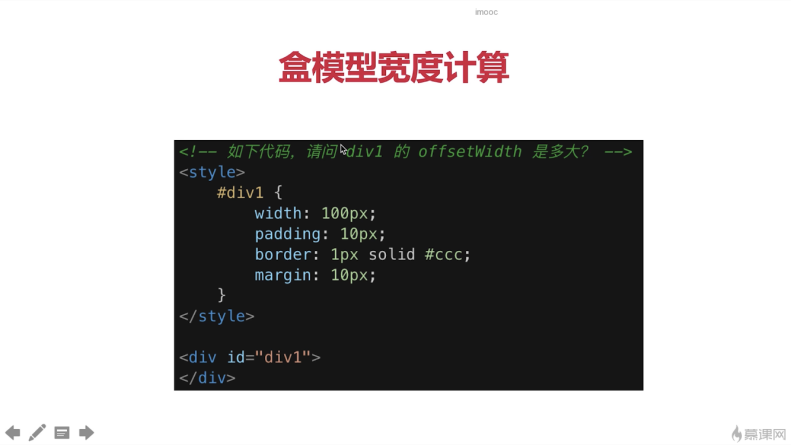 imooc
盒模型宽度计算
<!-- 如下代码，请问 div1 的 offsetWidth 是多大？ -->
<style>
    #div1 {
        width: 100px;
        padding: 10px;
        border: 1px solid #ccc;
        margin: 10px;
    }
</style>

<div id="div1">
</div>
慕课网